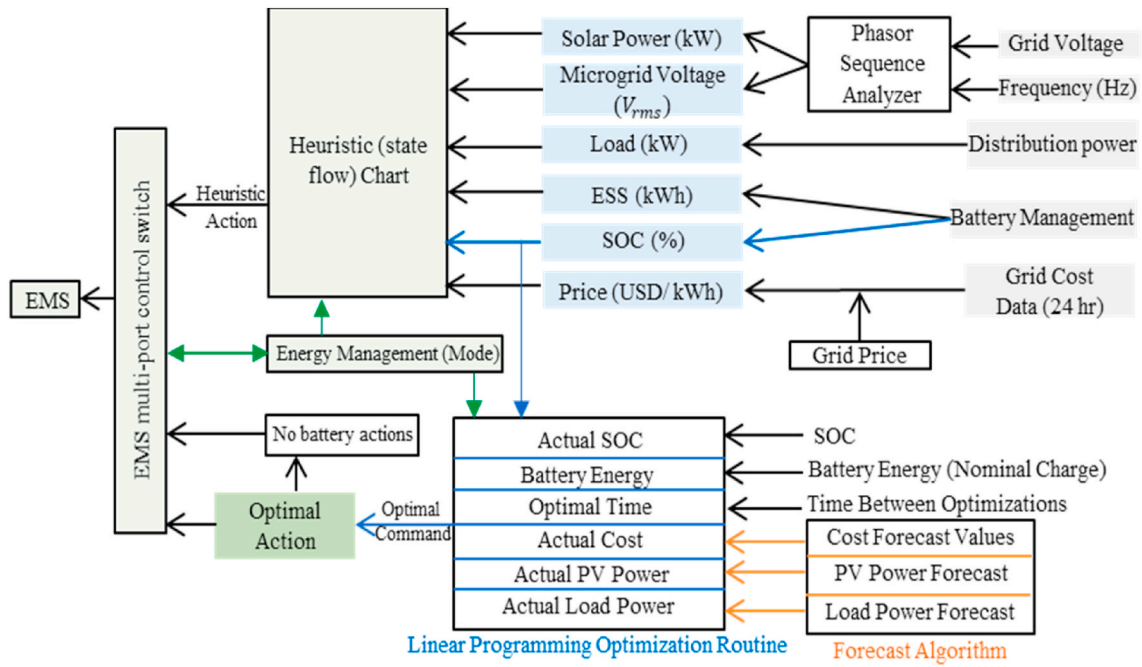 Solar Power (kW)
Phasor
Sequence
Analyzer
Grid Voltage
Frequency (Hz)
Microgrid Voltage
(V_rms)
Heuristic (state
flow) Chart
Load (kW)
Distribution power
Heuristic
Action
ESS (kWh)
SOC (%)
Battery Management
Price (USD/ kWh)
Grid Cost
Data (24 hr)
Grid Price
EMS
EMS multi-port control switch
Energy Management (Mode)
No battery actions
Optimal
Action
Optimal
Command
Actual SOC
Battery Energy
Optimal Time
Actual Cost
Actual PV Power
Actual Load Power
SOC
Battery Energy (Nominal Charge)
Time Between Optimizations
Cost Forecast Values
PV Power Forecast
Load Power Forecast
Linear Programming Optimization Routine
Forecast Algorithm